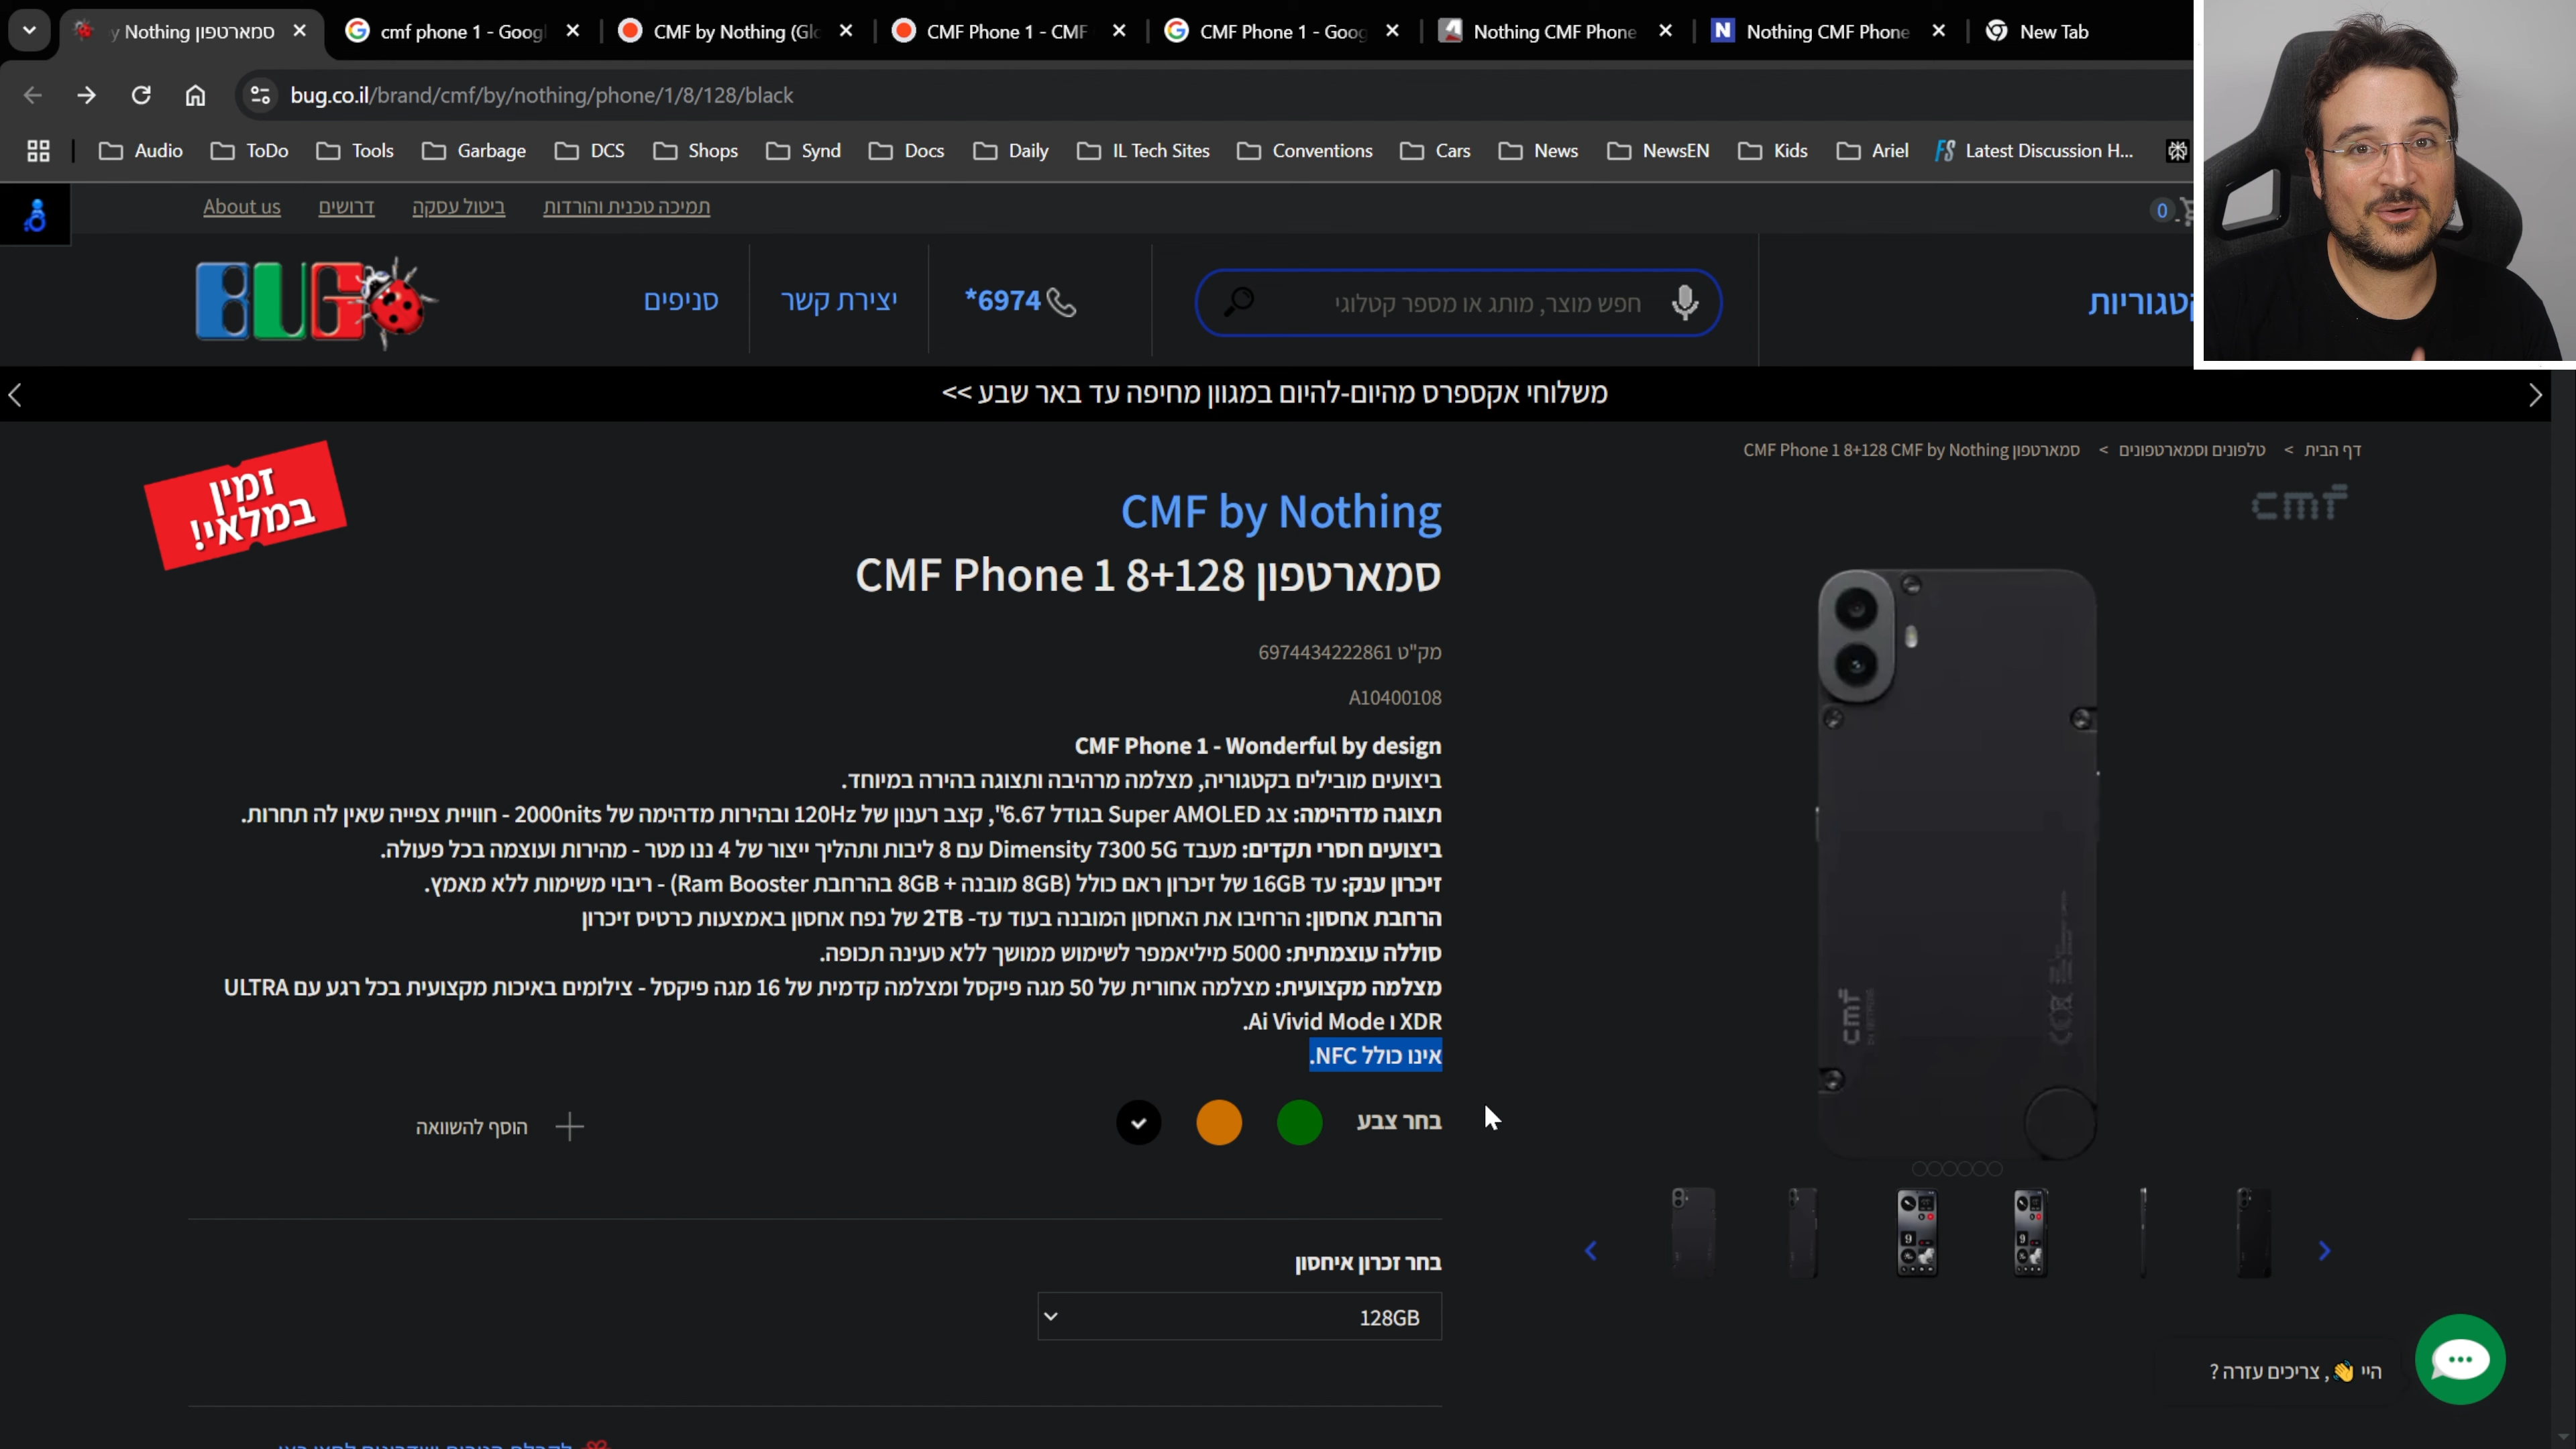 סמארטפון Nothing y
cmf phone 1 - Googl
CMF by Nothing (Glo
CMF Phone 1 - CMF
CMF Phone 1 - Goog
Nothing CMF Phone
Nothing CMF Phone
New Tab
bug.co.il/brand/cmf/by/nothing/phone/1/8/128/black
Audio
ToDo
Tools
Garbage
DCS
Shops
Synd
Docs
Daily
IL Tech Sites
Conventions
Cars
News
NewsEN
Kids
Ariel
Latest Discussion H...
About us
דרושים
ביטול עסקה
תמיכה טכנית והורדות
0
BUG
סניפים
יצירת קשר
*6974
חפש מוצר, מותג או מספר קטלוגי
קטגוריות
משלוחי אקספרס מהיום-להיום במגוון מחיפה עד באר שבע >>
דף הבית > טלפונים וסמארטפונים > סמארטפון CMF Phone 1 8+128 CMF by Nothing
cmf
זמין
במלאי!
CMF by Nothing
סמארטפון CMF Phone 1 8+128
מק"ט 6974434222861
A10400108
CMF Phone 1 - Wonderful by design
ביצועים מובילים בקטגוריה, מצלמה מרהיבה ותצוגה בהירה במיוחד.
תצוגה מדהימה: צג Super AMOLED בגודל 6.67", קצב רענון של 120Hz ובהירות מדהימה של 2000nits - חוויית צפייה שאין לה תחרות.
ביצועים חסרי תקדים: מעבד Dimensity 7300 5G עם 8 ליבות ותהליך ייצור של 4 ננו מטר - מהירות ועוצמה בכל פעולה.
זיכרון ענק: עד 16GB של זיכרון ראם כולל (8GB מובנה + 8GB בהרחבת Ram Booster) - ריבוי משימות ללא מאמץ.
הרחבת אחסון: הרחיבו את האחסון המובנה בעוד עד- 2TB של נפח אחסון באמצעות כרטיס זיכרון
סוללה עוצמתית: 5000 מיליאמפר לשימוש ממושך ללא טעינה תכופה.
מצלמה מקצועית: מצלמה אחורית של 50 מגה פיקסל ומצלמה קדמית של 16 מגה פיקסל - צילומים באיכות מקצועית בכל רגע עם ULTRA
XDR ו Ai Vivid Mode.
אינו כולל NFC.
בחר צבע
הוסף להשוואה
cmf
בחר זכרון איחסון
128GB
היי 👋, צריכים עזרה ?